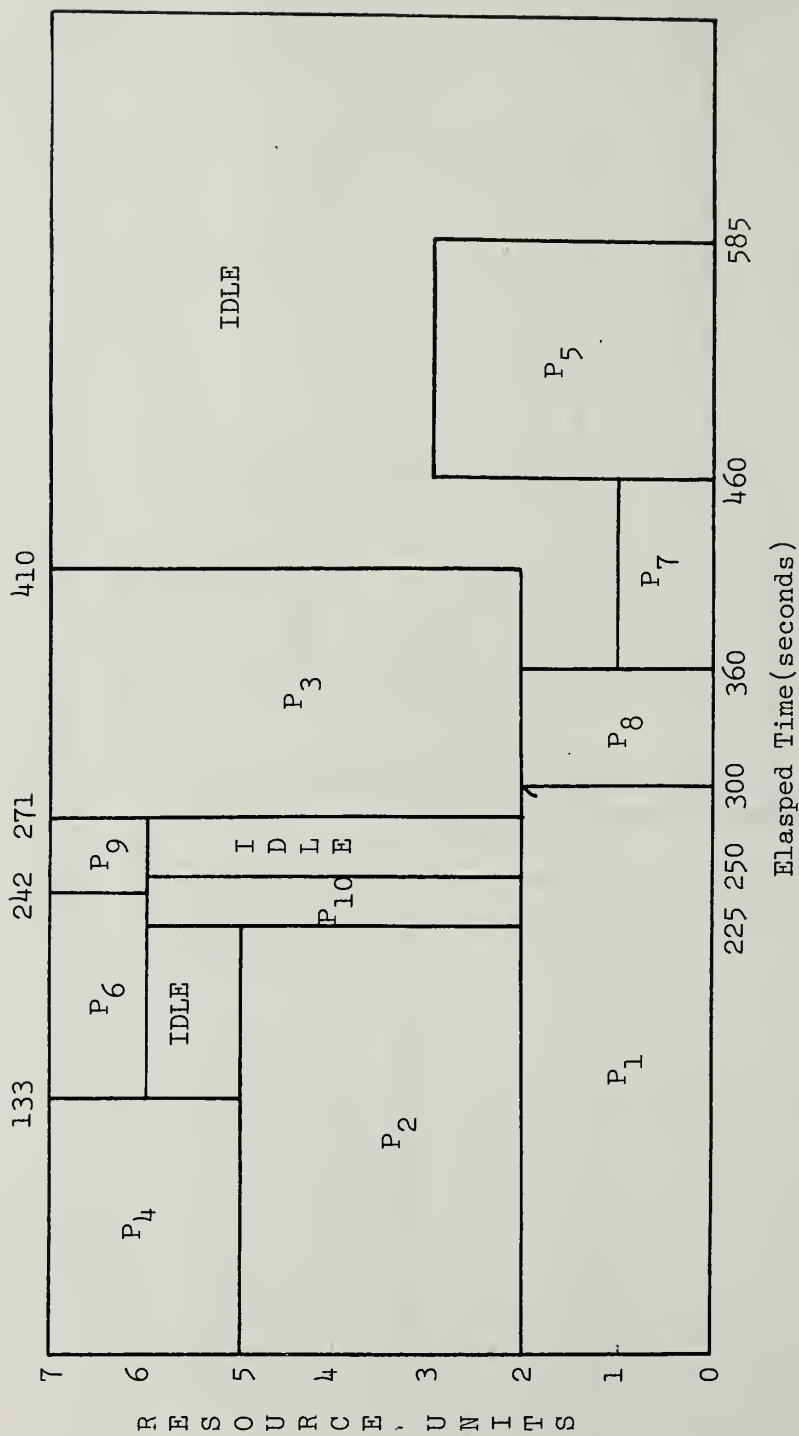 133
242
271
410
7
6
5
4
3
2
1
0
RESOURCE UNITS
P4
P6
P9
IDLE
IDLE
P10
IDLE
P3
P2
P1
P8
P7
P5
225
250
300
360
460
585
Elasped Time(seconds)